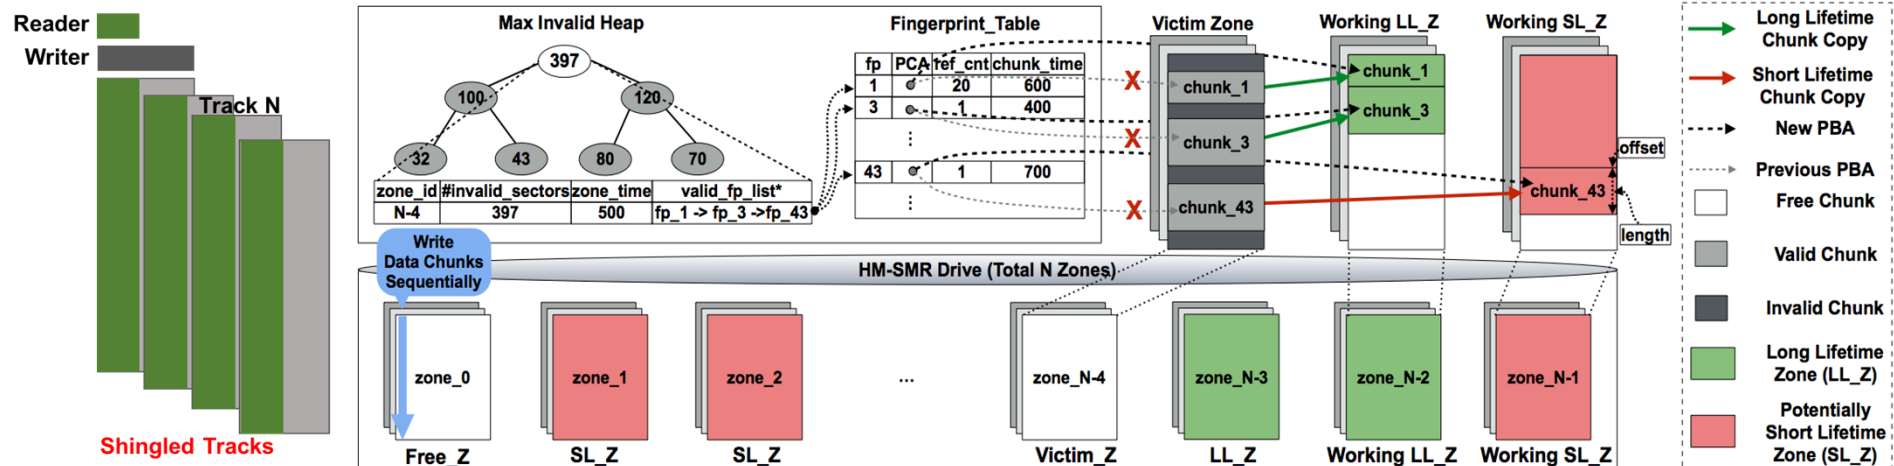 Reader
Writer
Track N
Shingled Tracks
Max Invalid Heap
397
100
120
32
43
80
70
zone_id #invalid_sectors zone_time valid_fp_list*
N-4 397 500 fp_1 -> fp_3 ->fp_43
Fingerprint_Table
fp PCA ref_cnt chunk_time
1 20 600
3 1 400
⋮
43 1 700
⋮
X
X
X
Victim Zone
chunk_1
chunk_3
chunk_43
Working LL_Z
chunk_1
chunk_3
Working SL_Z
chunk_43
offset
length
Write
Data Chunks
Sequentially
HM-SMR Drive (Total N Zones)
zone_0
zone_1
zone_2
...
zone_N-4
zone_N-3
zone_N-2
zone_N-1
Free_Z
SL_Z
SL_Z
Victim_Z
LL_Z
Working LL_Z
Working SL_Z
Long Lifetime
Chunk Copy
Short Lifetime
Chunk Copy
New PBA
Previous PBA
Free Chunk
Valid Chunk
Invalid Chunk
Long Lifetime
Zone (LL_Z)
Potentially
Short Lifetime
Zone (SL_Z)